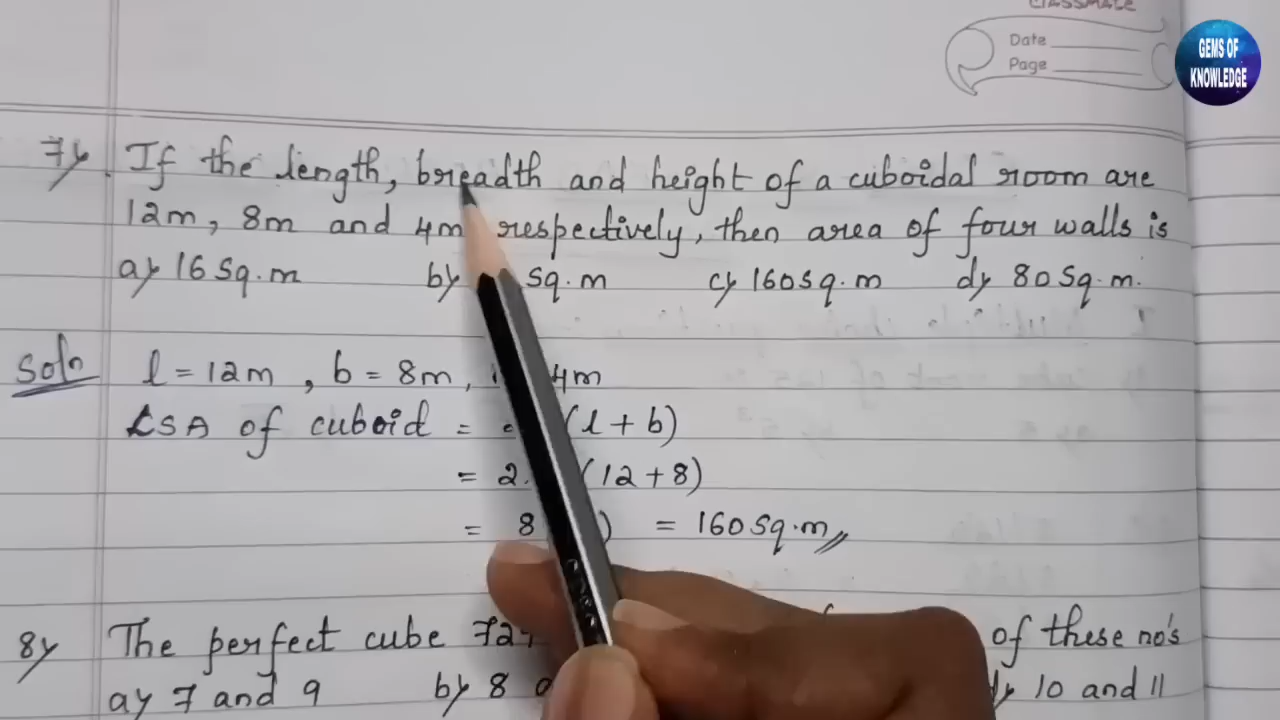 CLASSMATE
Date
Page
GEMS OF
KNOWLEDGE
7) If the length, breadth and height of a cuboidal room are
12m, 8m and 4m respectively, then area of four walls is
a) 16 Sq.m b) sq.m c) 160sq.m d) 80 Sq.m.
Soln l = 12m, b = 8m, 4m
LSA of cuboid = (l + b)
= 2. (12 + 8)
= 8 ) = 160 Sq.m
8) The perfect cube of these no's
a) 7 and 9 b) 8 10 and 11